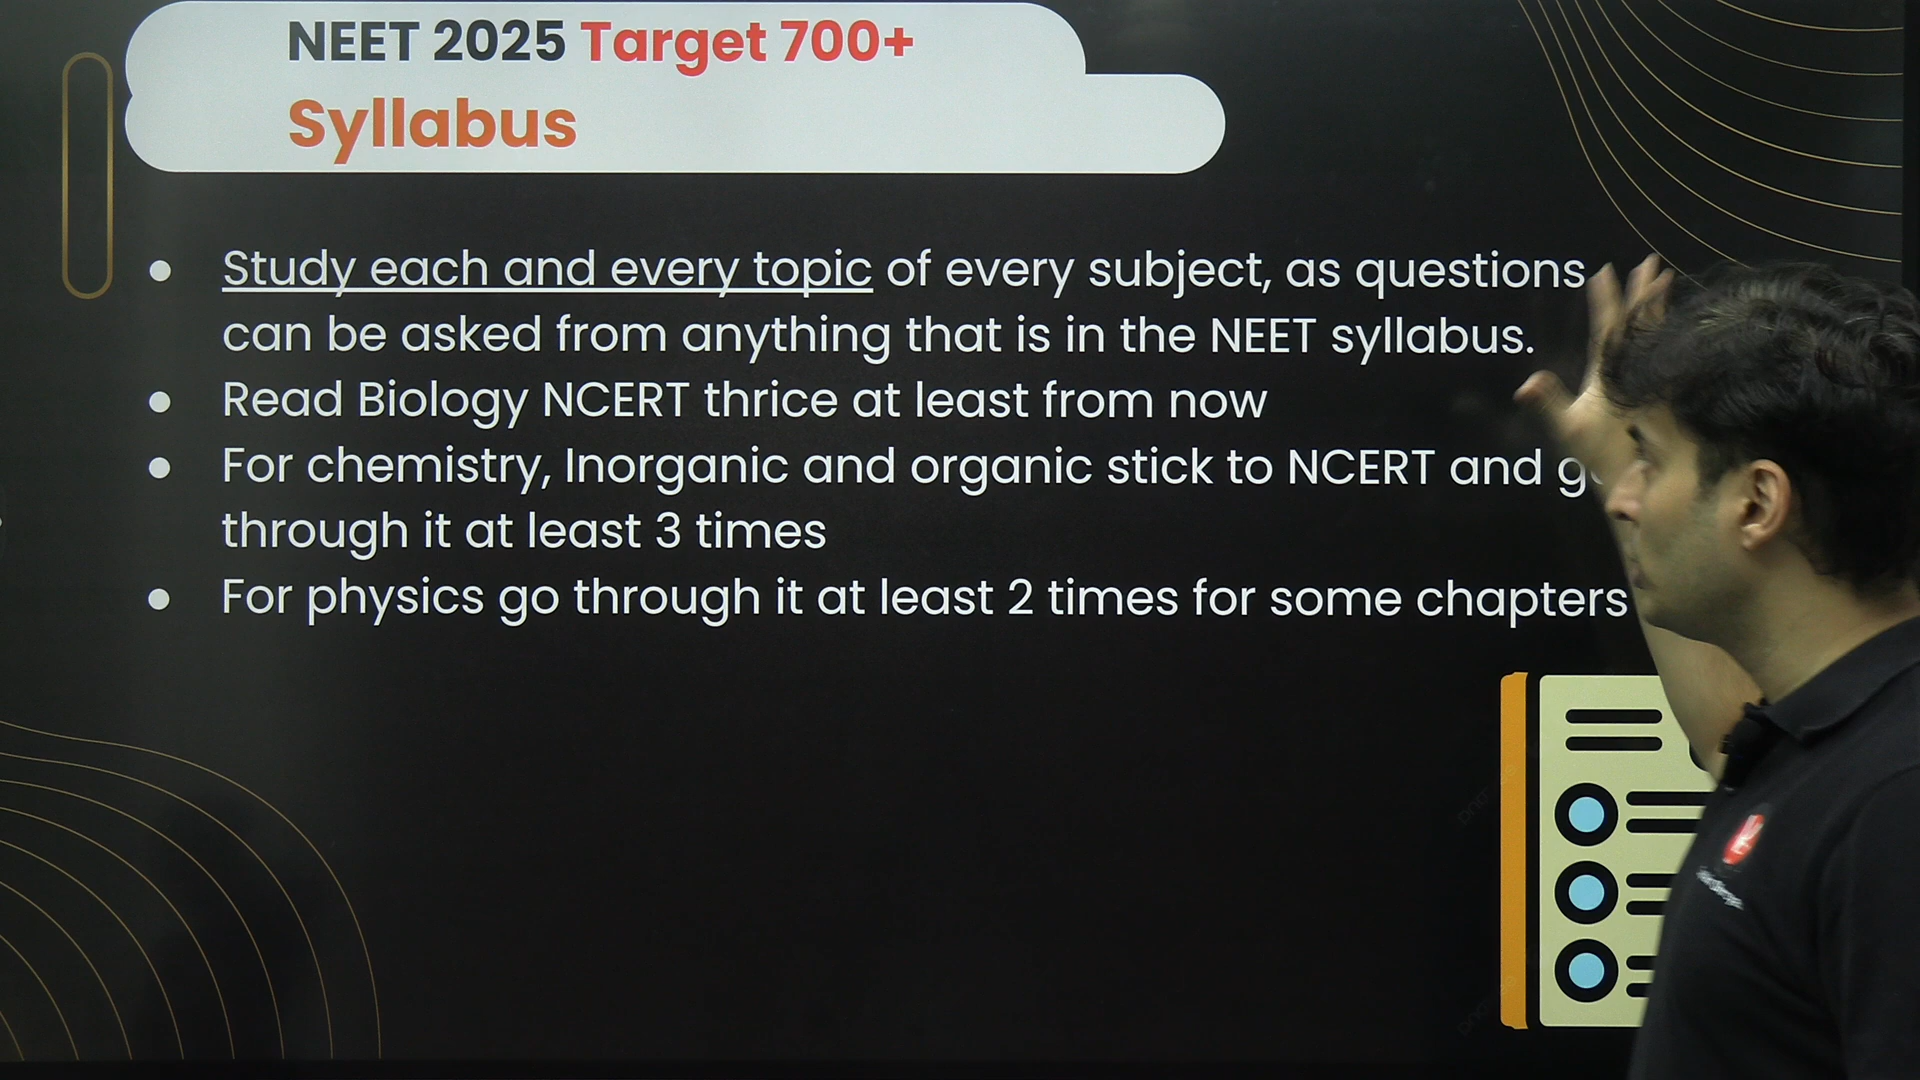 NEET 2025 Target 700+
Syllabus
● Study each and every topic of every subject, as questions
can be asked from anything that is in the NEET syllabus.
● Read Biology NCERT thrice at least from now
● For chemistry, Inorganic and organic stick to NCERT and
through it at least 3 times
● For physics go through it at least 2 times for some chapters